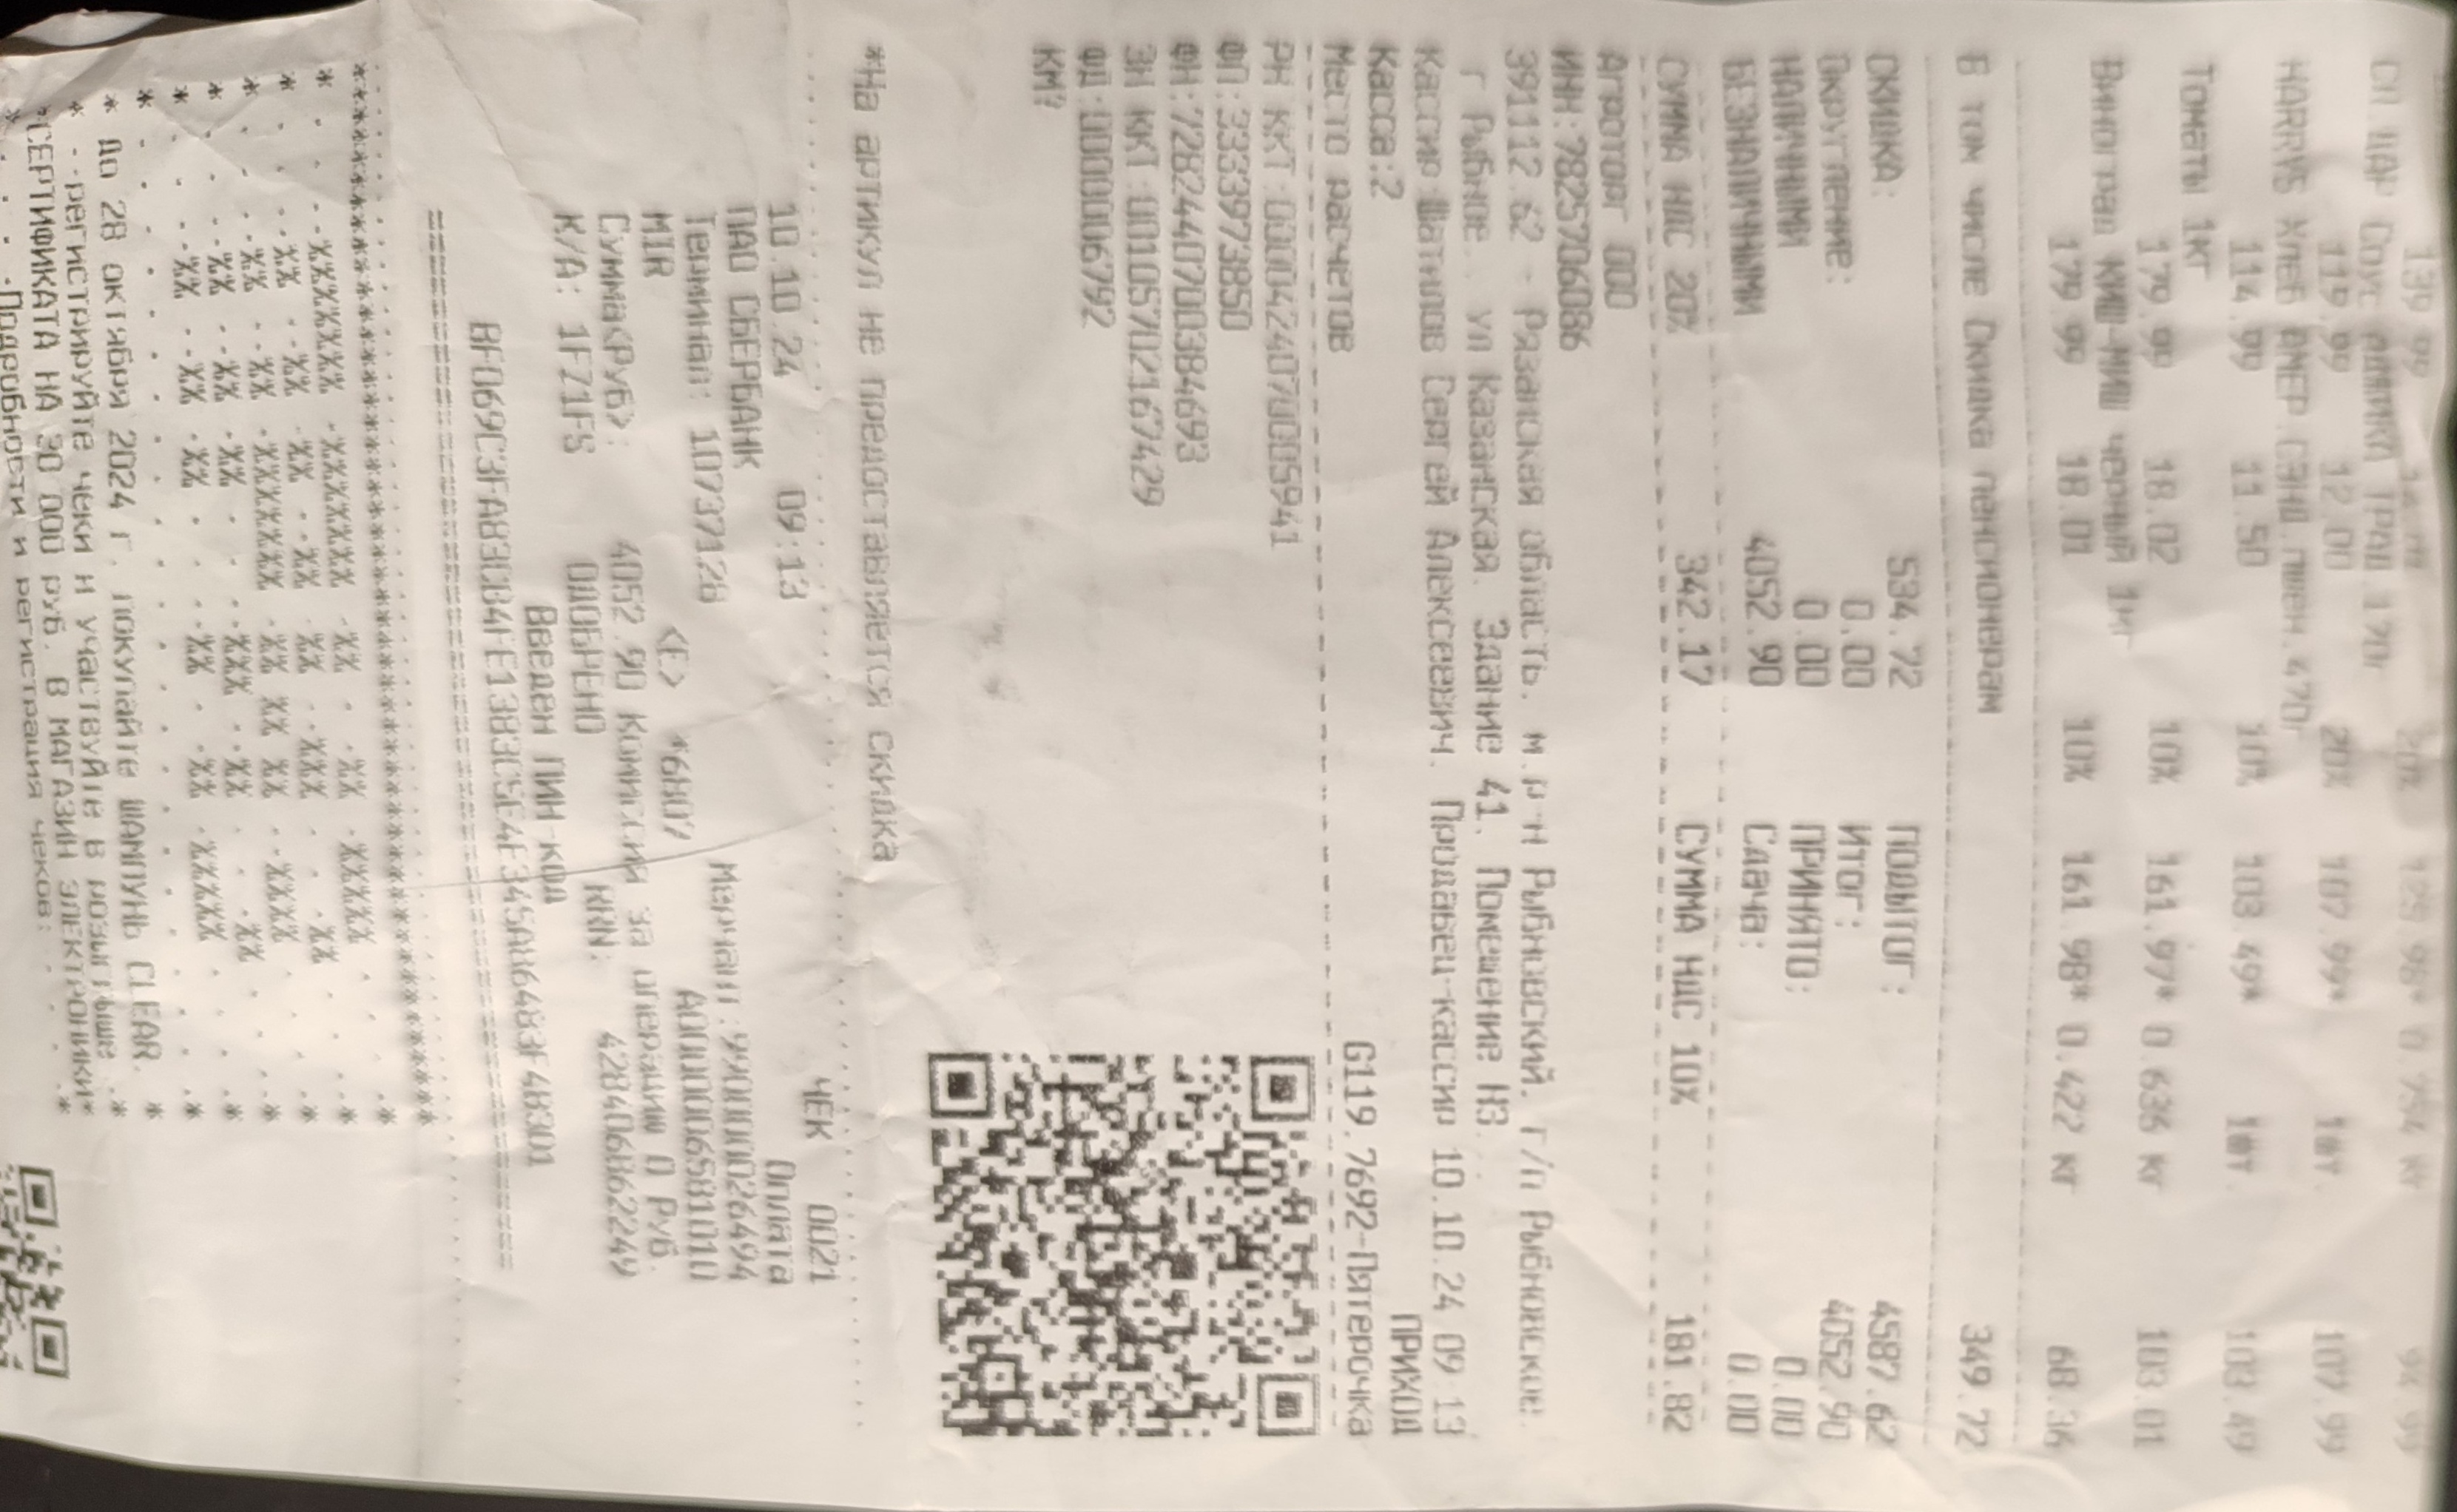 139.99 20% 125.98* 0.754 кг 94.99
СП.ДАР Соус АДЖИКА ТРАД.170г
119.99 12.00 20% 107.99* 1шт. 107.99
HARRYS Хлеб АМЕР.СЭНД.пшен.470г
114.99 11.50 10% 103.49* 1шт. 103.49
Томаты 1кг
179.99 18.02 10% 161.97* 0.636 кг 103.01
Виноград КИШ-МИШ черный 1кг
179.99 18.01 10% 161.98* 0.422 кг 68.36
В том числе Скидка пенсионерам 349.72
СКИДКА: 534.72 ПОДЫТОГ: 4587.62
Округление: 0.00 ИТОГ: 4052.90
НАЛИЧНЫМИ 0.00 ПРИНЯТО: 0.00
БЕЗНАЛИЧНЫМИ 4052.90 Сдача: 0.00
СУММА НДС 20% 342.17 СУММА НДС 10% 181.82
Агроторг ООО
ИНН:7825706086
391112.62 - Рязанская область. м.р-н Рыбновский. г/п Рыбновское.
г Рыбное.. ул Казанская. Здание 41. Помещение Н3...
Кассир Шатилов Сергей Алексеевич. Продавец-кассир 10.10.24 09:13
Касса:2 ПРИХОД
Место расчетов G119.7692-Пятерочка
РН ККТ:000424070005941
ФП:3339973850
ФН:7282440700384693
ЗН ККТ:00105702167429
ФД:0000006792
КМ?
*На артикул не предоставляется скидка
10.10.24 09:13 ЧЕК 0021
ПАО СБЕРБАНК Оплата
Терминал: 10737128 Мерчант:990000026494
MIR <E> *6807 A0000006581010
Сумма(Руб): 4052.90 Комиссия за операцию 0 Руб.
К/А: 1FZ1FS ОДОБРЕНО RRN: 428406862249
Введен ПИН-код
* До 28 октября 2024 г. покупайте ШАМПУНЬ CLEAR. *
* --регистрируйте чеки и участвуйте в розыгрыше .*
*СЕРТИФИКАТА НА 30 000 руб. В МАГАЗИН ЭЛЕКТРОНИКИ*
* Подробности и регистрация чеков: *